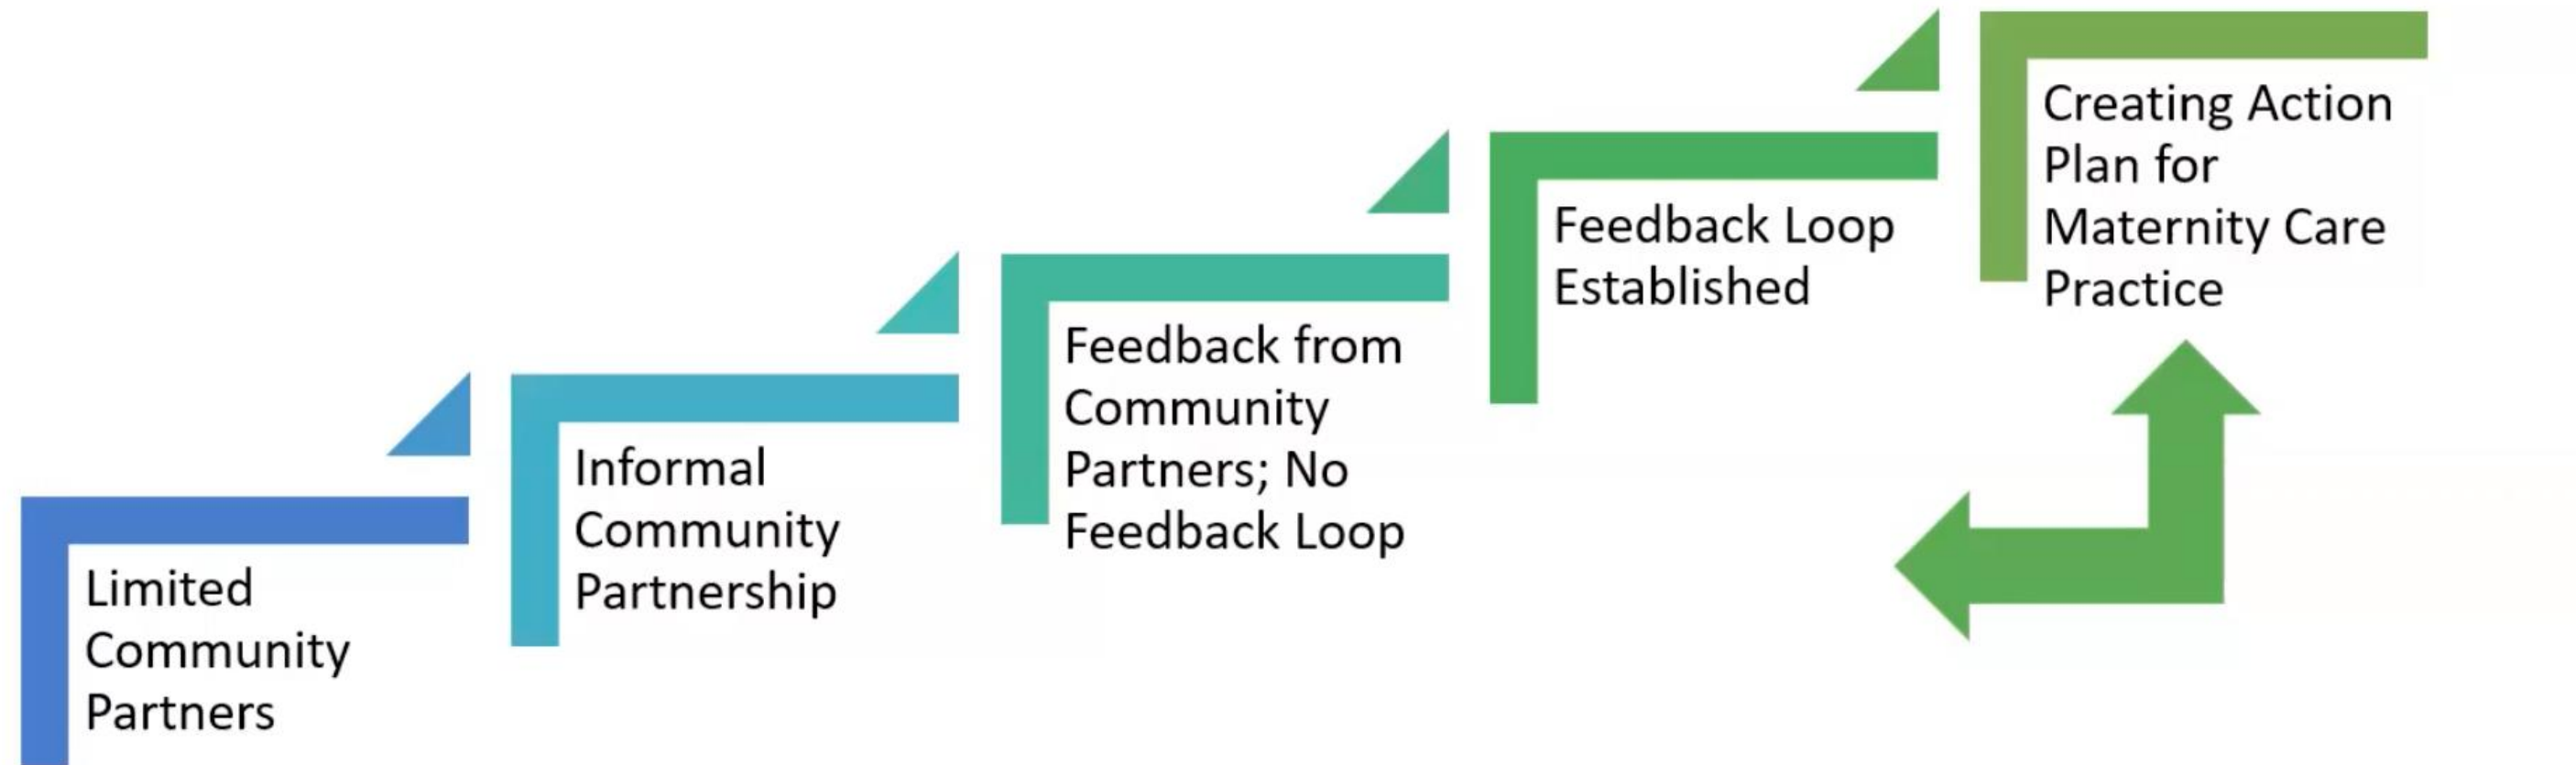 Limited
Community
Partners
Informal
Community
Partnership
Feedback from
Community
Partners; No
Feedback Loop
Feedback Loop
Established
Creating Action
Plan for
Maternity Care
Practice